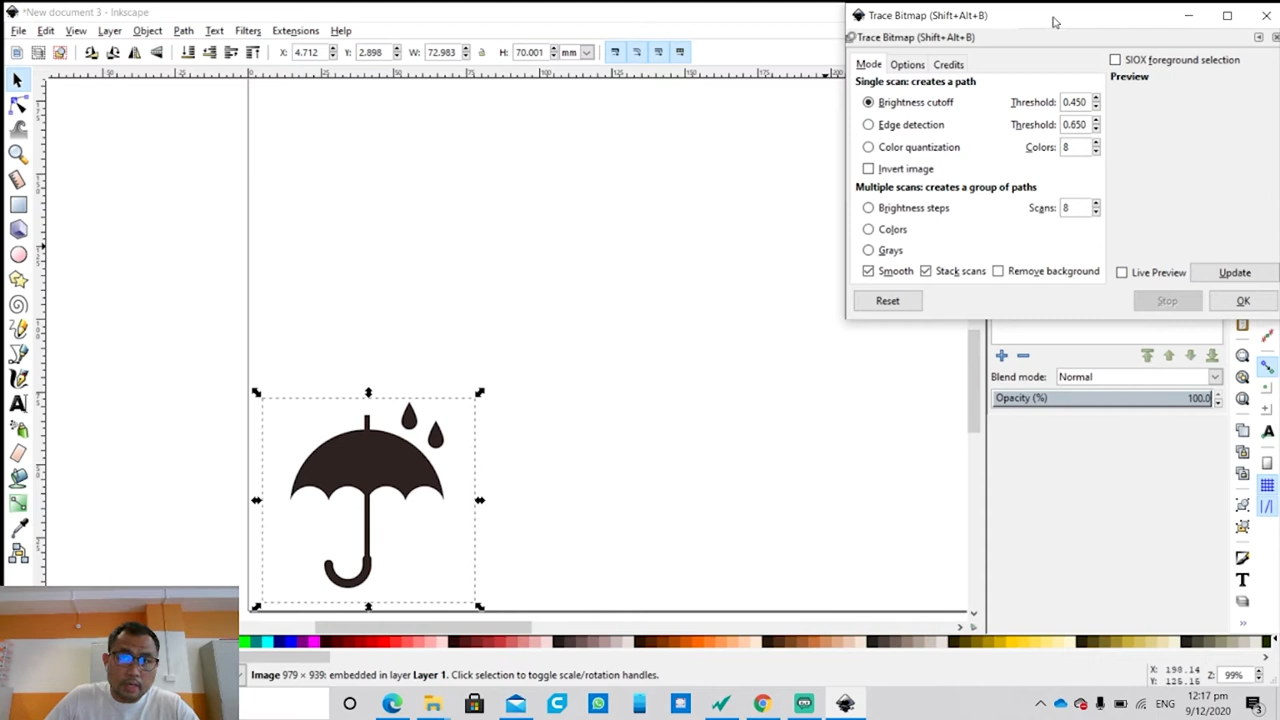 *New document 3 - Inkscape
File Edit View Layer Object Path Text Filters Extensions Help
X: 4.712 Y: 2.898 W: 72.983 H: 70.001 mm
Trace Bitmap (Shift+Alt+B)
Trace Bitmap (Shift+Alt+B)
Mode Options Credits
SIOX foreground selection
Single scan: creates a path
Preview
Brightness cutoff Threshold: 0.450
Edge detection Threshold: 0.650
Color quantization Colors: 8
Invert image
Multiple scans: creates a group of paths
Brightness steps Scans: 8
Colors
Grays
Smooth Stack scans Remove background
Live Preview Update
Reset Stop OK
Blend mode: Normal
Opacity (%) 100.0
Image 979 × 939: embedded in layer Layer 1. Click selection to toggle scale/rotation handles.
X: 198.14
Y: 125.16
Z: 99%
ENG
12:17 pm
9/12/2020
3